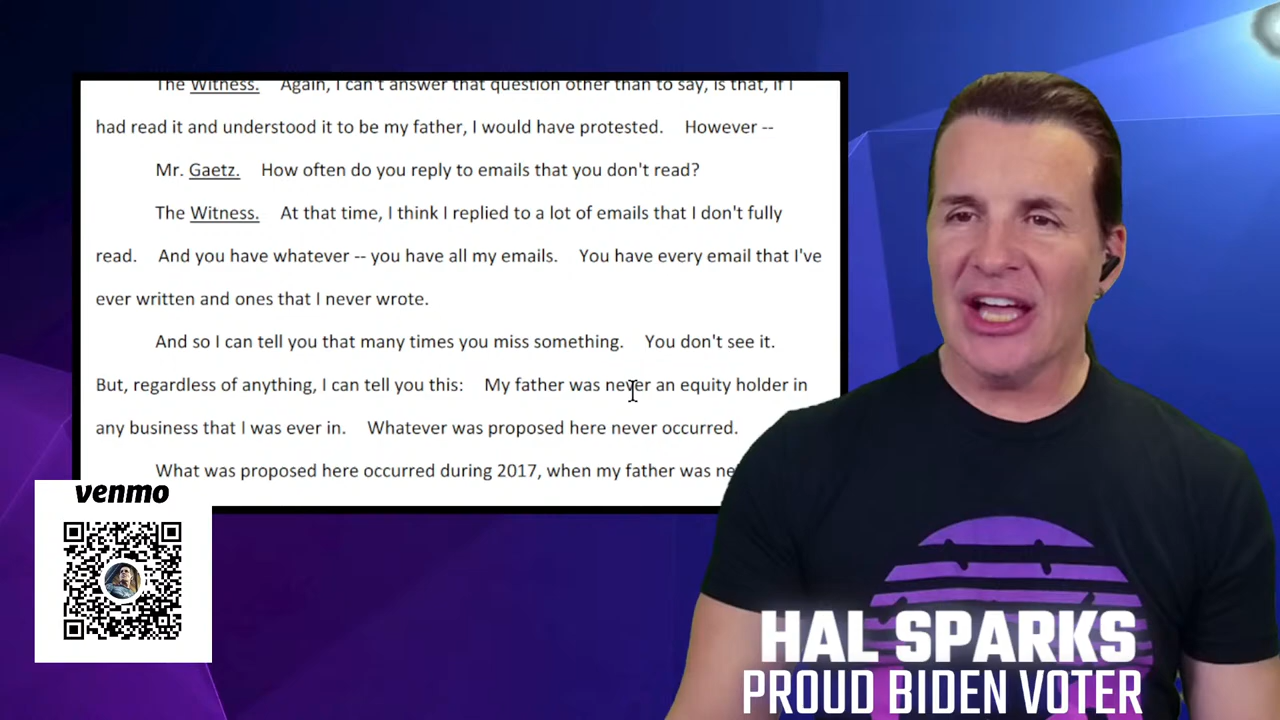 The Witness. Again, I can't answer that question other than to say, is that, if I
had read it and understood it to be my father, I would have protested. However --
Mr. Gaetz. How often do you reply to emails that you don't read?
The Witness. At that time, I think I replied to a lot of emails that I don't fully
read. And you have whatever -- you have all my emails. You have every email that I've
ever written and ones that I never wrote.
And so I can tell you that many times you miss something. You don't see it.
But, regardless of anything, I can tell you this: My father was never an equity holder in
any business that I was ever in. Whatever was proposed here never occurred.
What was proposed here occurred during 2017, when my father was
venmo
HAL SPARKS
PROUD BIDEN VOTER